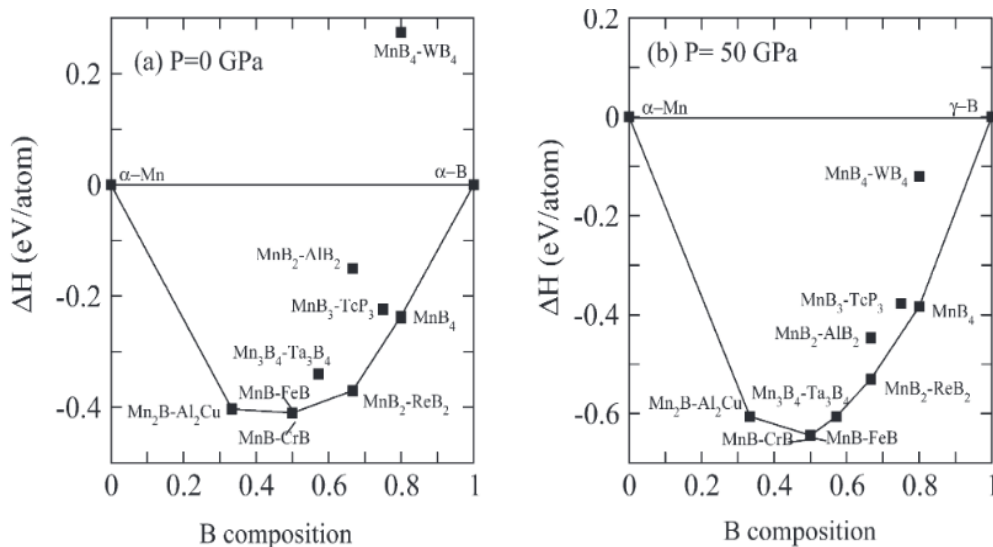 (a) P=0 GPa
MnB₄-WB₄
0.2
α-Mn
α-B
0
ΔH (eV/atom)
MnB₂-AlB₂
-0.2
MnB₃-TcP₃
MnB₄
Mn₃B₄-Ta₃B₄
MnB-FeB
MnB₂-ReB₂
-0.4
Mn₂B-Al₂Cu
MnB-CrB
0 0.2 0.4 0.6 0.8 1
B composition
0.2
(b) P= 50 GPa
0
α-Mn
γ-B
MnB₄-WB₄
-0.2
ΔH (eV/atom)
MnB₃-TcP₃
MnB₄
-0.4
MnB₂-AlB₂
MnB₂-ReB₂
Mn₃B₄-Ta₃B₄
Mn₂B-Al₂Cu
-0.6
MnB-CrB
MnB-FeB
0 0.2 0.4 0.6 0.8 1
B composition